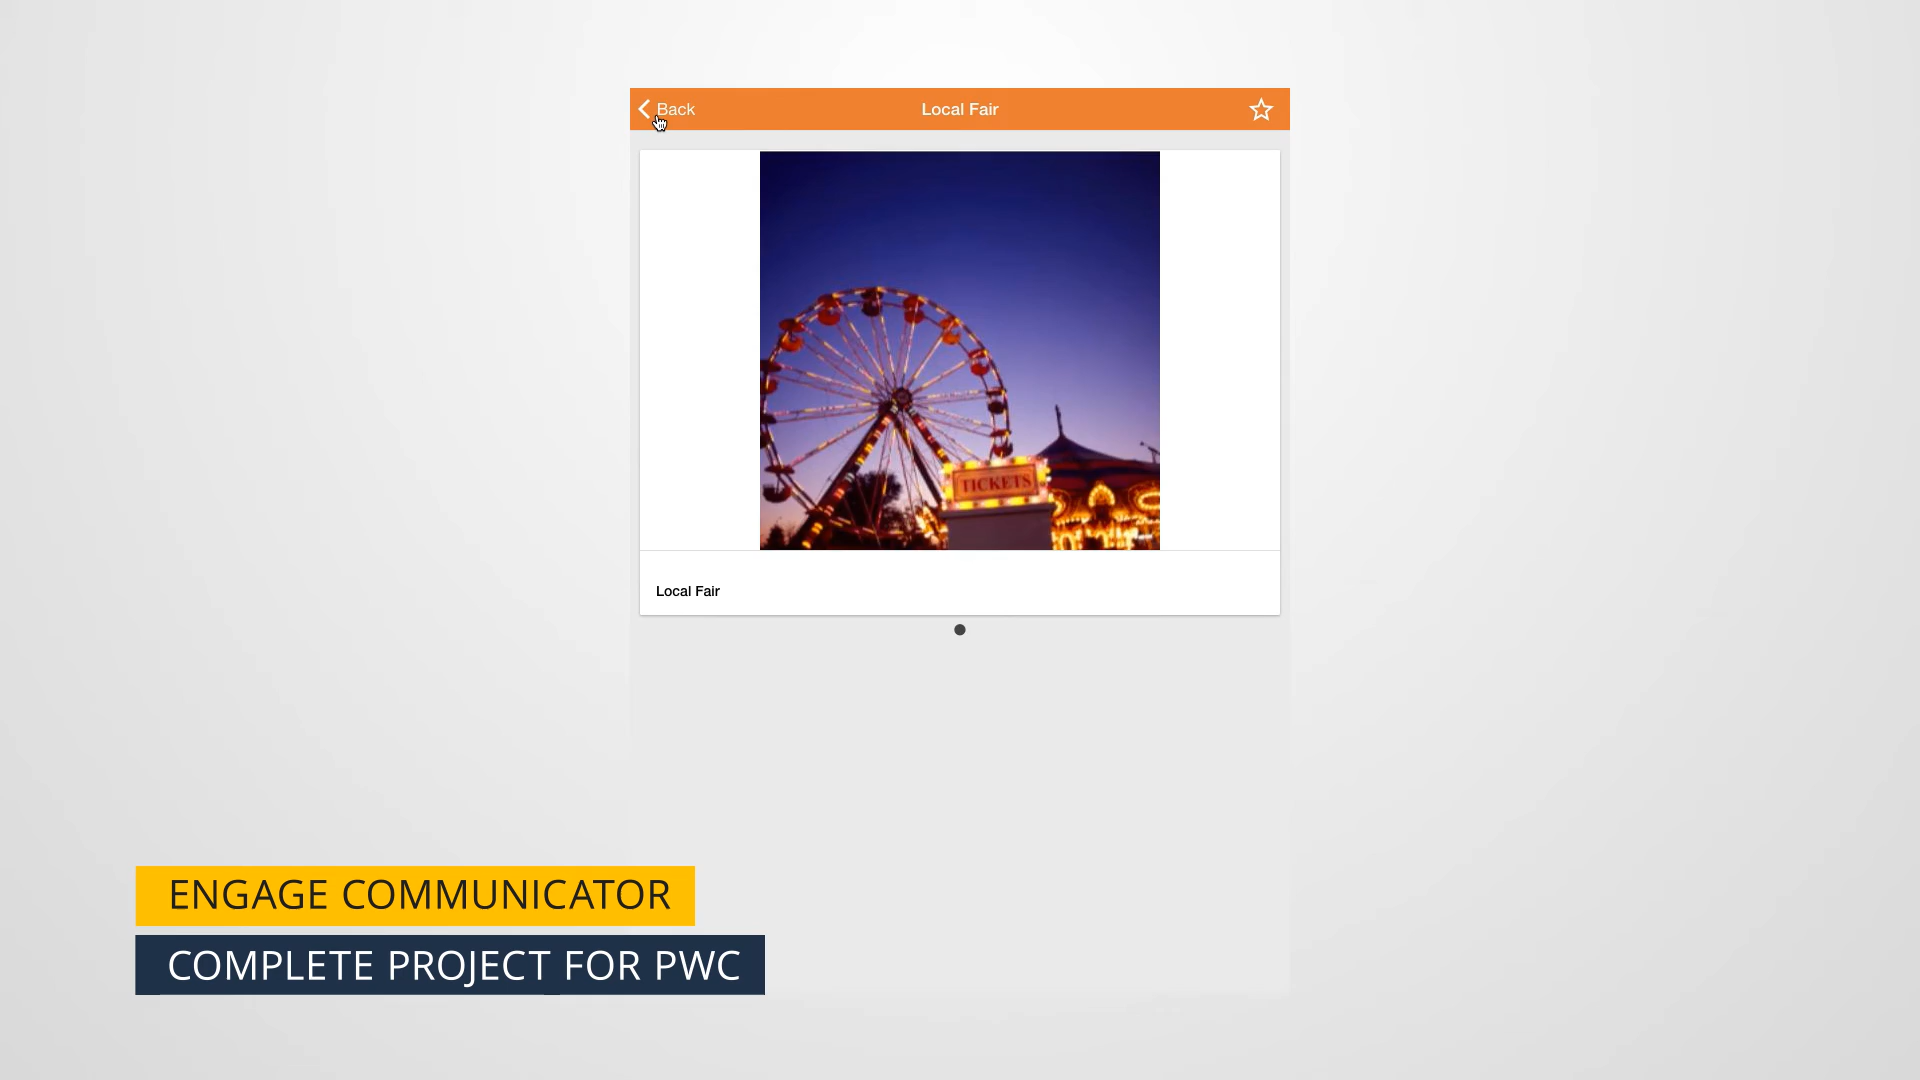 Back
Local Fair
TICKETS
Local Fair
ENGAGE COMMUNICATOR
COMPLETE PROJECT FOR PWC